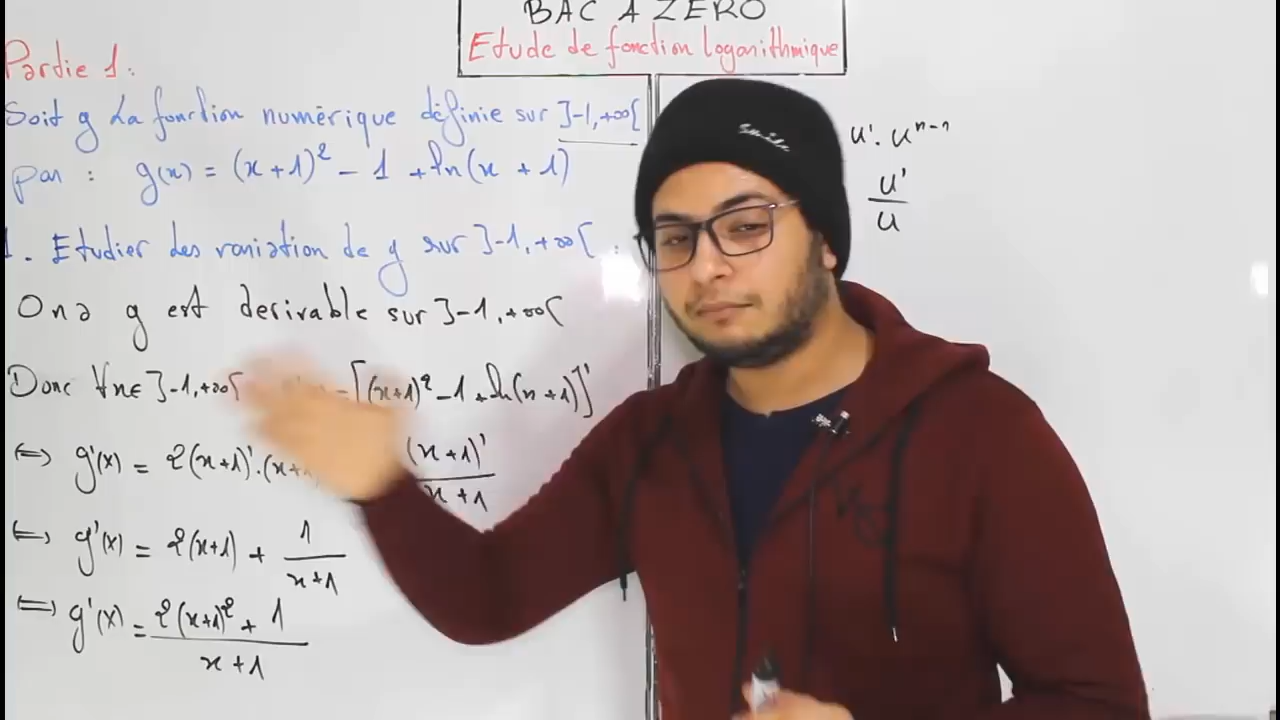 BAC A ZERO
Etude de fonction logarithmique
Partie 1:
Soit g la fonction numérique définie sur ]-1,+∞[
par : g(x) = (x+1)² - 1 + ln(x + 1)
1. Etudier les variation de g sur ]-1,+∞[ :
On a g est derivable sur ]-1,+∞[
Donc ∀x∈]-1,+∞[ = [(x+1)² - 1 + ln(x+1)]'
⟺ g'(x) = 2(x+1)'.(x+1 (x+1)'/x+1
⟺ g'(x) = 2(x+1) + 1/x+1
⟺ g'(x) = 2(x+1)² + 1/x+1
u'.u^n-1
u'/u